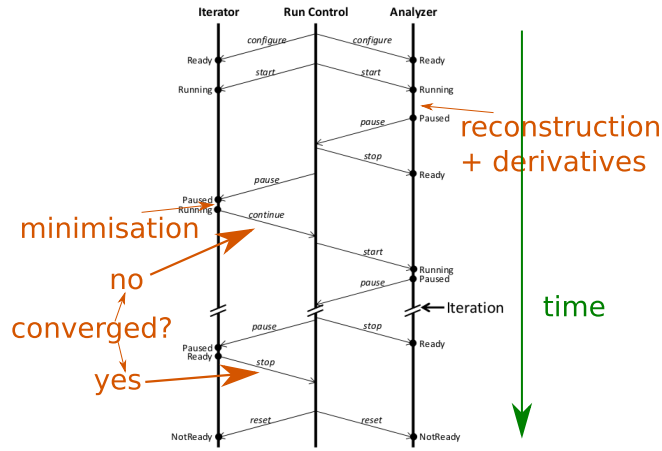 Iterator Run Control Analyzer
configure configure
Ready Ready
start start
Running Running
Paused
pause
reconstruction
+ derivatives
stop
Ready
pause
Paused
Running
continue
minimisation
start
no
Running
Paused
pause
Iteration
time
converged?
pause stop
Ready
Paused
Ready
stop
yes
reset reset
NotReady NotReady